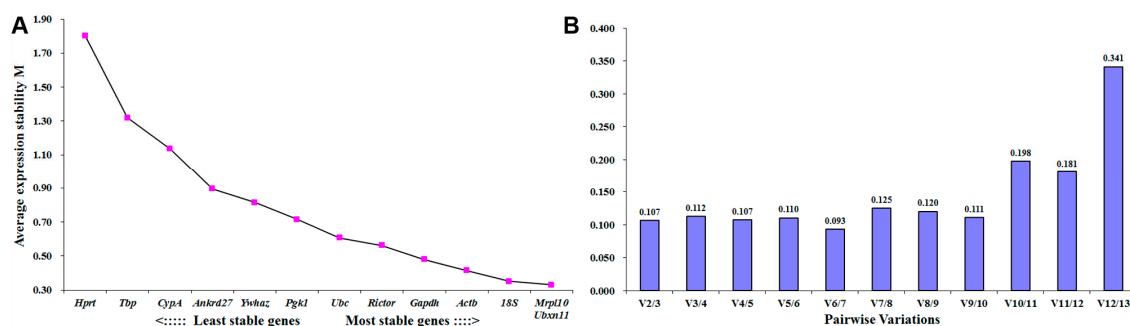 A
Average expression stability M
1.90
1.70
1.50
1.30
1.10
0.90
0.70
0.50
0.30
Hprt Tbp CypA Ankrd27 Ywhaz Pgk1 Ubc Rictor Gapdh Actb 18S Mrpl10
Ubxn11
<::::: Least stable genes Most stable genes ::::>
B
0.400
0.350
0.300
0.250
0.200
0.150
0.100
0.050
0.000
0.107 0.112 0.107 0.110 0.093 0.125 0.120 0.111 0.198 0.181 0.341
V2/3 V3/4 V4/5 V5/6 V6/7 V7/8 V8/9 V9/10 V10/11 V11/12 V12/13
Pairwise Variations